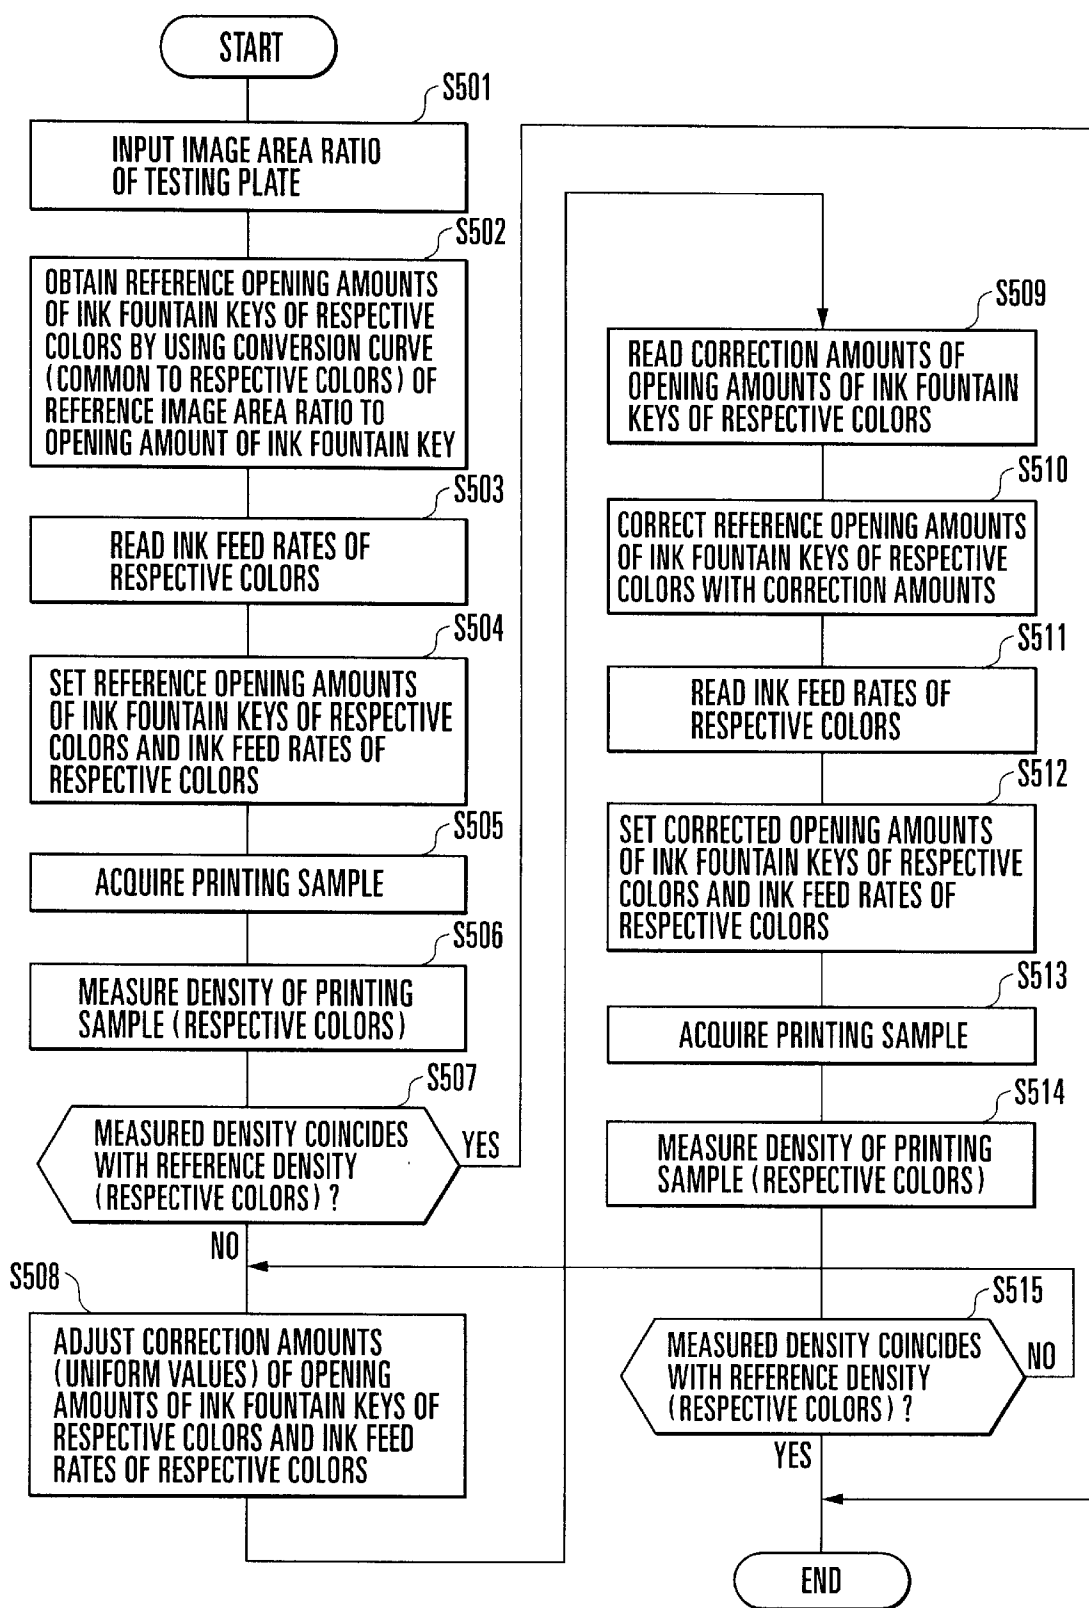 START
S501
INPUT IMAGE AREA RATIO
OF TESTING PLATE
S502
OBTAIN REFERENCE OPENING AMOUNTS
OF INK FOUNTAIN KEYS OF RESPECTIVE
COLORS BY USING CONVERSION CURVE
(COMMON TO RESPECTIVE COLORS) OF
REFERENCE IMAGE AREA RATIO TO
OPENING AMOUNT OF INK FOUNTAIN KEY
S503
READ INK FEED RATES OF
RESPECTIVE COLORS
S504
SET REFERENCE OPENING AMOUNTS
OF INK FOUNTAIN KEYS OF RESPECTIVE
COLORS AND INK FEED RATES OF
RESPECTIVE COLORS
S505
ACQUIRE PRINTING SAMPLE
S506
MEASURE DENSITY OF PRINTING
SAMPLE (RESPECTIVE COLORS)
S507
MEASURED DENSITY COINCIDES
WITH REFERENCE DENSITY
(RESPECTIVE COLORS) ?
YES
NO
S508
ADJUST CORRECTION AMOUNTS
(UNIFORM VALUES) OF OPENING
AMOUNTS OF INK FOUNTAIN KEYS OF
RESPECTIVE COLORS AND INK FEED
RATES OF RESPECTIVE COLORS
S509
READ CORRECTION AMOUNTS OF
OPENING AMOUNTS OF INK FOUNTAIN
KEYS OF RESPECTIVE COLORS
S510
CORRECT REFERENCE OPENING AMOUNTS
OF INK FOUNTAIN KEYS OF RESPECTIVE
COLORS WITH CORRECTION AMOUNTS
S511
READ INK FEED RATES OF
RESPECTIVE COLORS
S512
SET CORRECTED OPENING AMOUNTS
OF INK FOUNTAIN KEYS OF RESPECTIVE
COLORS AND INK FEED RATES OF
RESPECTIVE COLORS
S513
ACQUIRE PRINTING SAMPLE
S514
MEASURE DENSITY OF PRINTING
SAMPLE (RESPECTIVE COLORS)
S515
MEASURED DENSITY COINCIDES
WITH REFERENCE DENSITY
(RESPECTIVE COLORS) ?
NO
YES
END